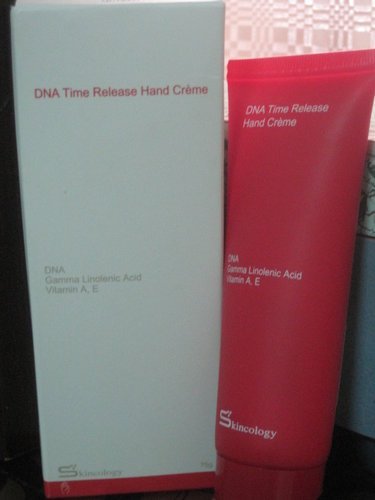 DNA Time Release Hand Crème
DNA
Gamma Linolenic Acid
Vitamin A, E
Skincology
75g
DNA Time Release
Hand Crème
DNA
Gamma Linolenic Acid
Vitamin A, E
Skincology